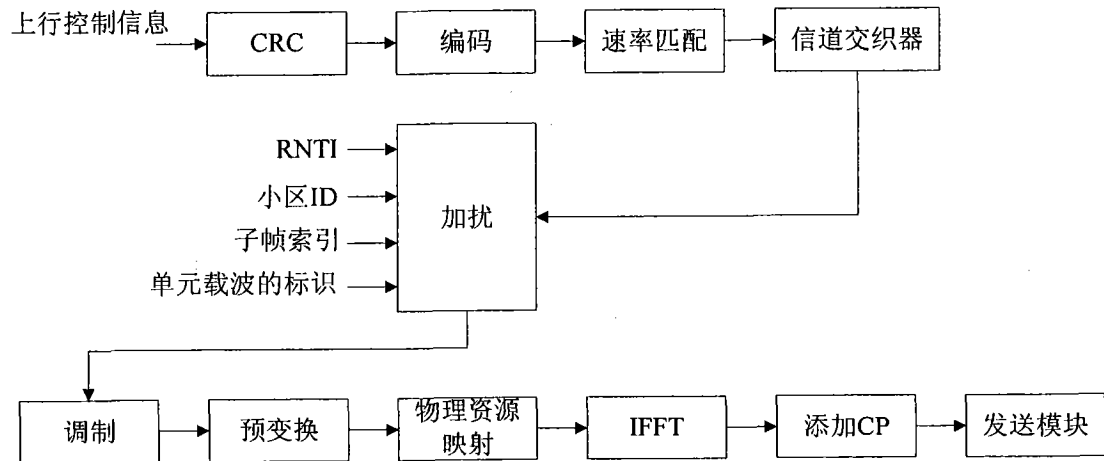 上行控制信息
CRC
编码
速率匹配
信道交织器
RNTI
小区ID
子帧索引
单元载波的标识
加扰
调制
预变换
物理资源
映射
IFFT
添加CP
发送模块